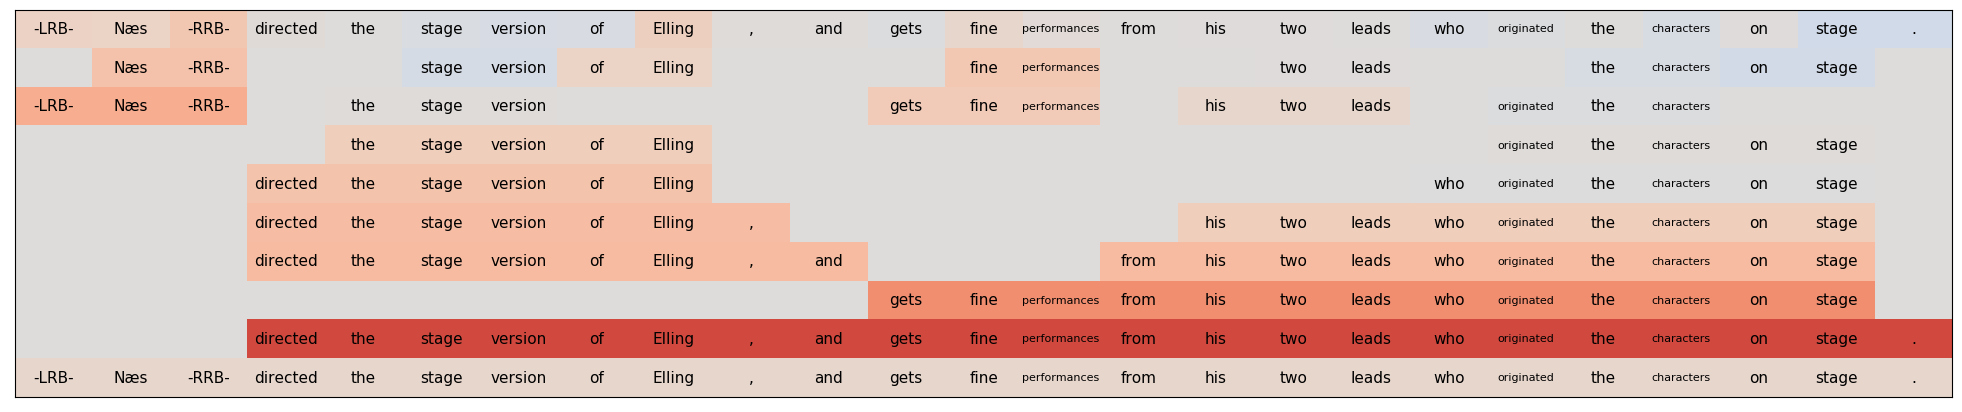 -LRB- Næs -RRB- directed the stage version of Elling , and gets fine performances from his two leads who originated the characters on stage .
Næs -RRB- stage version of Elling fine performances two leads the characters on stage
-LRB- Næs -RRB- the stage version gets fine performances his two leads originated the characters
the stage version of Elling originated the characters on stage
directed the stage version of Elling who originated the characters on stage
directed the stage version of Elling , his two leads who originated the characters on stage
directed the stage version of Elling , and from his two leads who originated the characters on stage
gets fine performances from his two leads who originated the characters on stage
directed the stage version of Elling , and gets fine performances from his two leads who originated the characters on stage .
-LRB- Næs -RRB- directed the stage version of Elling , and gets fine performances from his two leads who originated the characters on stage .